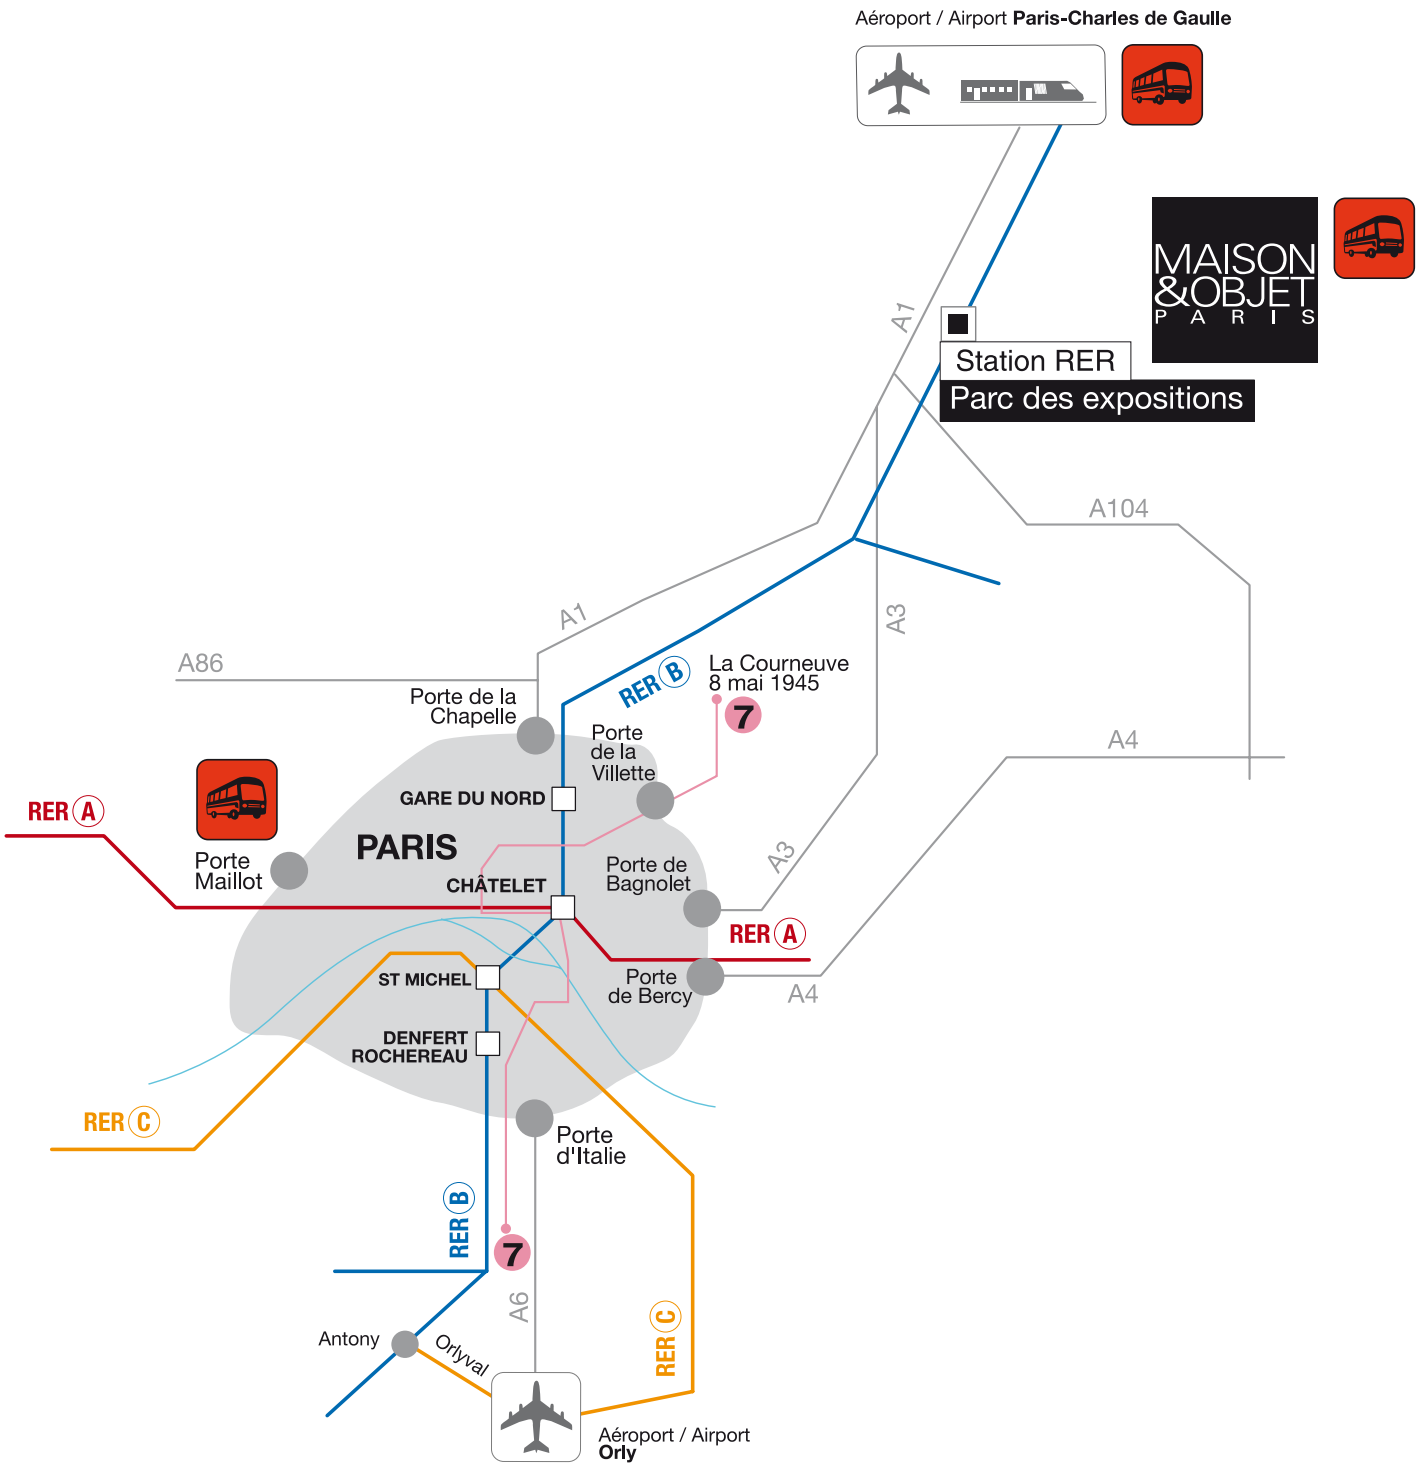 Aéroport / Airport Paris-Charles de Gaulle
MAISON
&OBJET
PARIS
A1
Station RER
Parc des expositions
A104
A1
A3
A86
RER B
La Courneuve
8 mai 1945
7
Porte de la
Chapelle
Porte
de la
Villette
A4
GARE DU NORD
RER A
PARIS
Porte
Maillot
A3
Porte de
Bagnolet
CHÂTELET
RER A
ST MICHEL
Porte
de Bercy
A4
DENFERT
ROCHEREAU
RER C
Porte
d'Italie
RER B
7
A6
RER C
Antony
Orlyval
Aéroport / Airport
Orly